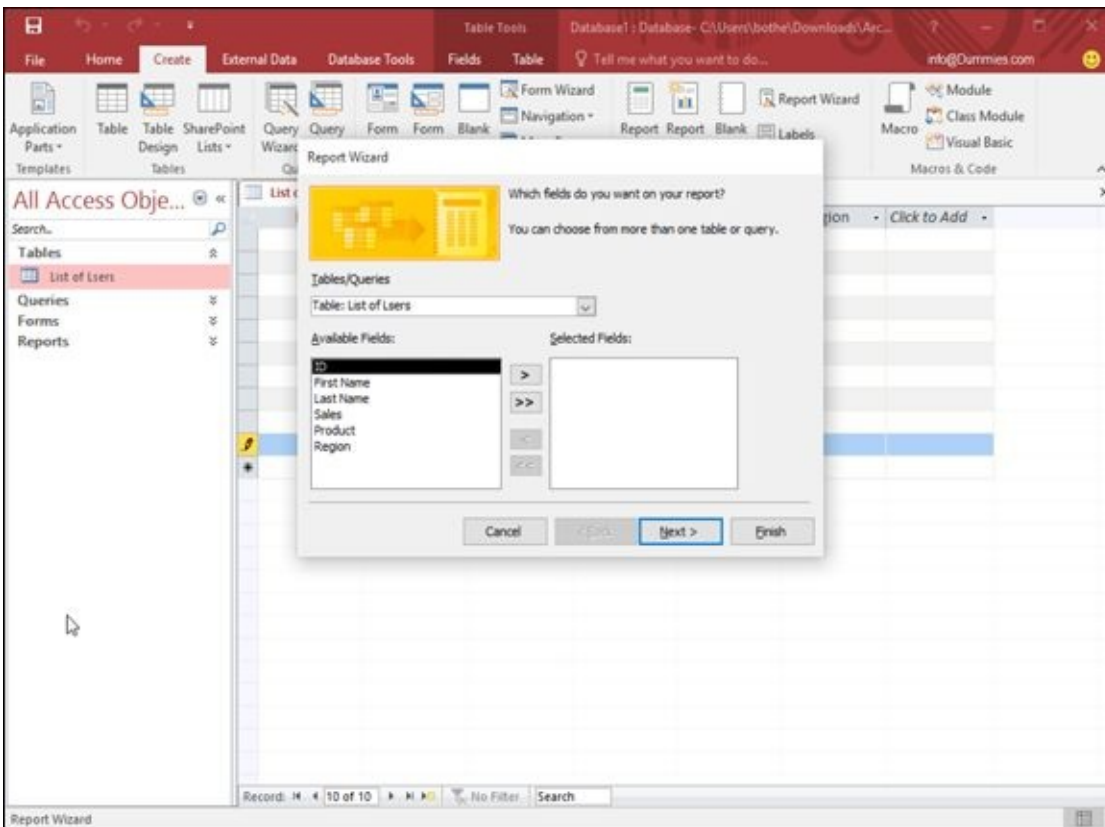 Table Tools Database1 : Database- C:\Users\bothe\Downloads\Arc... ?
File Home Create External Data Database Tools Fields Table Tell me what you want to do... info@Dummies.com
Application Parts
Table
Table Design
SharePoint Lists
Query Wizard
Query
Form
Form
Blank
Form Wizard
Navigation
Report
Report
Blank
Report Wizard
Labels
Macro
Module
Class Module
Visual Basic
Templates Tables Macros & Code
All Access Obje... «
Search..
Tables
List of Lsers
Queries
Forms
Reports
Click to Add
Report Wizard
Which fields do you want on your report?
You can choose from more than one table or query.
Tables/Queries
Table: List of Lsers
Available Fields: Selected Fields:
ID
First Name
Last Name
Sales
Product
Region
>
>>
<
<<
Cancel < Back Next > Finish
Record: 10 of 10 No Filter Search
Report Wizard